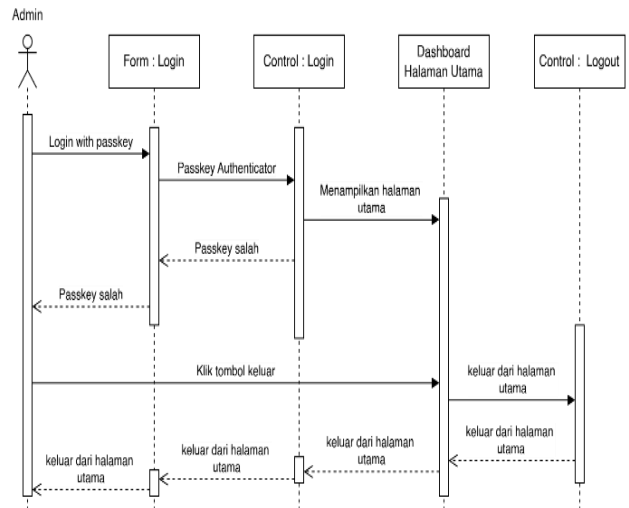 Admin
Form : Login
Control : Login
Dashboard
Halaman Utama
Control :  Logout
Login with passkey
Passkey Authenticator
Menampilkan halaman
utama
Passkey salah
Passkey salah
Klik tombol keluar
keluar dari halaman
utama
keluar dari halaman
utama
keluar dari halaman
utama
keluar dari halaman
utama
keluar dari halaman
utama